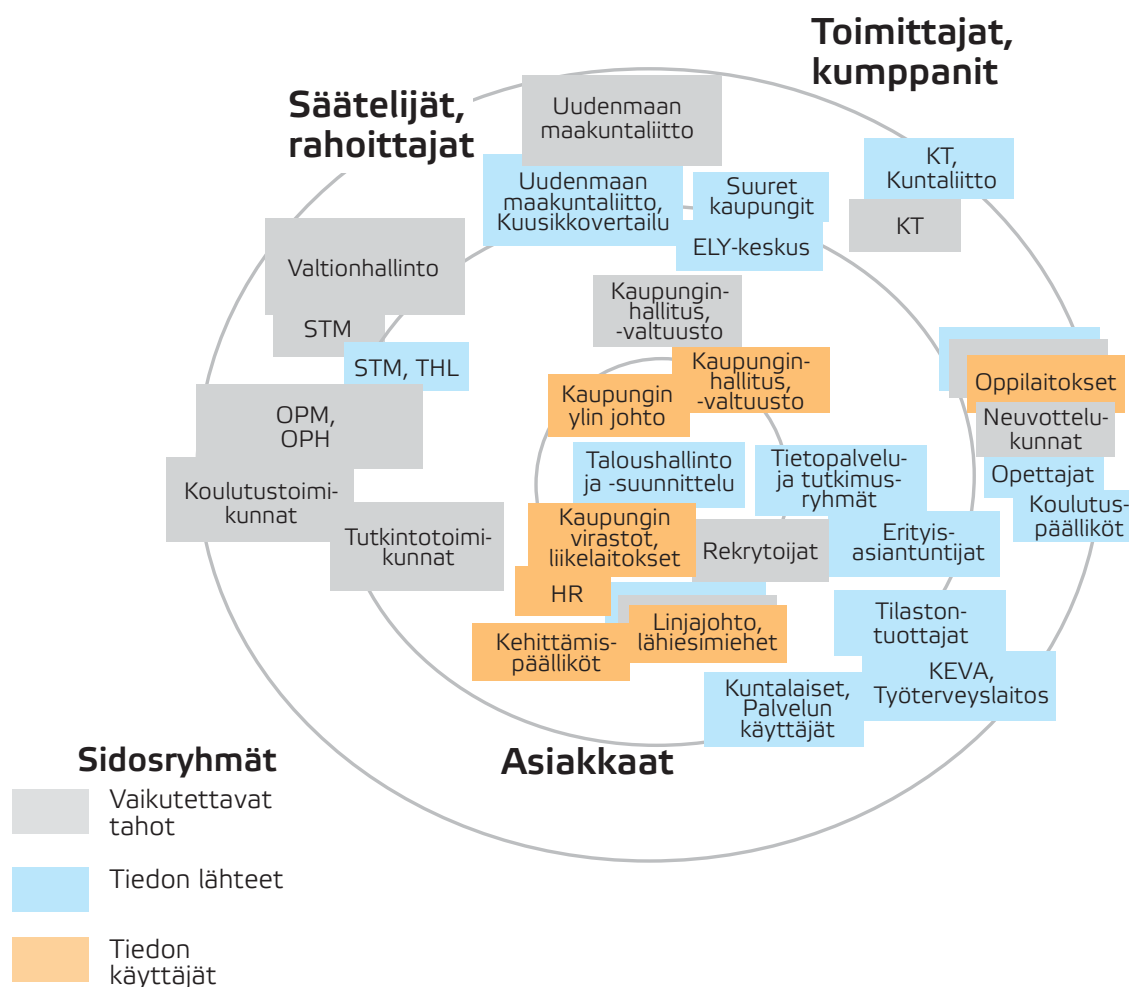 Toimittajat,
kumppanit
Säätelijät,
rahoittajat
Uudenmaan
maakuntaliitto
KT,
Kuntaliitto
Uudenmaan
maakuntaliitto,
Kuusikkovertailu
Suuret
kaupungit
KT
ELY-keskus
Valtionhallinto
Kaupungin-
hallitus,
-valtuusto
STM
STM, THL
Kaupungin-
hallitus,
-valtuusto
Kaupungin
ylin johto
Oppilaitokset
OPM,
OPH
Neuvottelu-
kunnat
Taloushallinto
ja -suunnittelu
Tietopalvelu-
ja tutkimus-
ryhmät
Opettajat
Koulutustoimi-
kunnat
Koulutus-
päälliköt
Kaupungin
virastot,
liikelaitokset
Tutkintotoimi-
kunnat
Rekrytoijat
Erityis-
asiantuntijat
HR
Linjajohto,
lähiesimiehet
Tilaston-
tuottajat
Kehittämis-
päälliköt
KEVA,
Työterveyslaitos
Kuntalaiset,
Palvelun
käyttäjät
Asiakkaat
Sidosryhmät
Vaikutettavat
tahot
Tiedon lähteet
Tiedon
käyttäjät